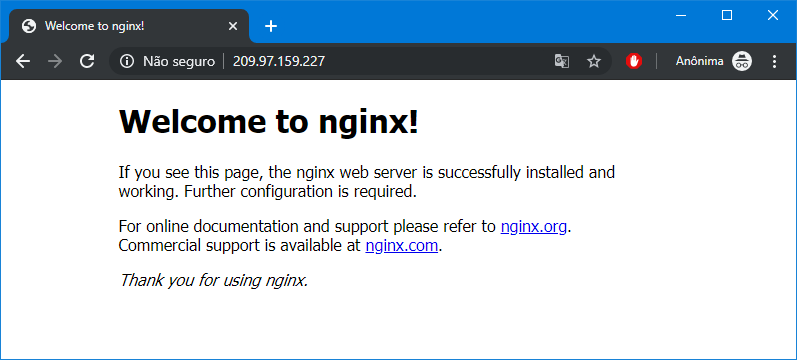 Welcome to nginx!
Não seguro | 209.97.159.227
Anônima
Welcome to nginx!
If you see this page, the nginx web server is successfully installed and
working. Further configuration is required.
For online documentation and support please refer to nginx.org.
Commercial support is available at nginx.com.
Thank you for using nginx.